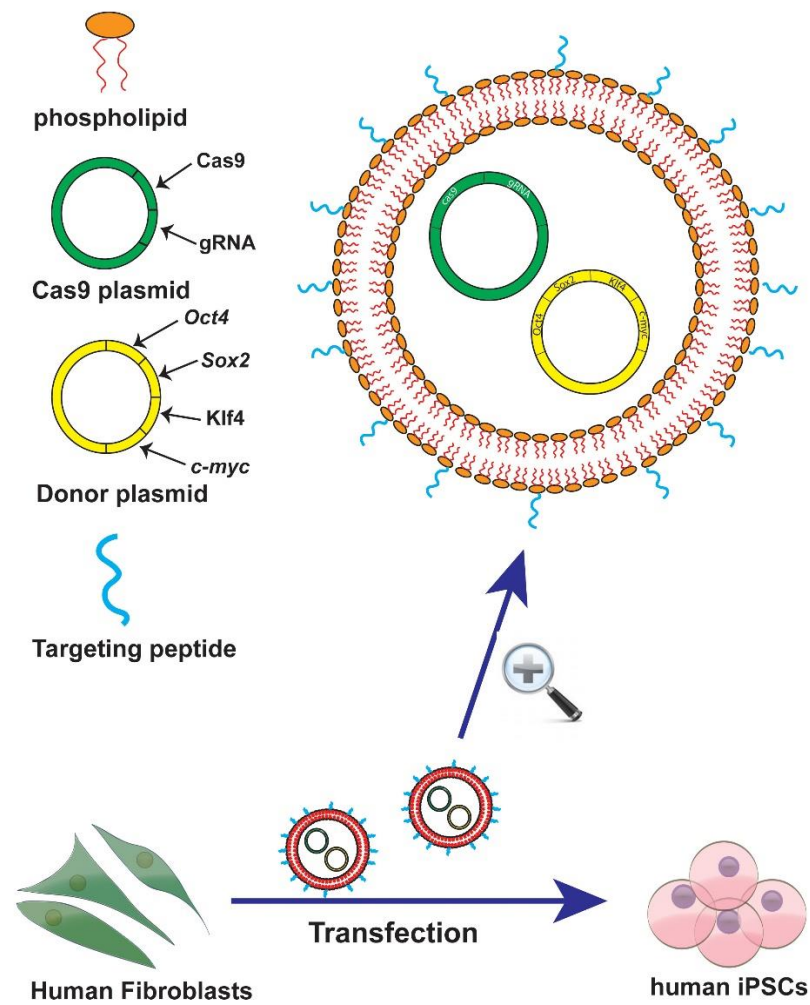 phospholipid
Cas9
gRNA
Cas9 plasmid
Oct4
Sox2
Klf4
c-myc
Donor plasmid
Targeting peptide
cas9
gRNA
Oct4
Sox2
Klf4
c-myc
Transfection
Human Fibroblasts
human iPSCs